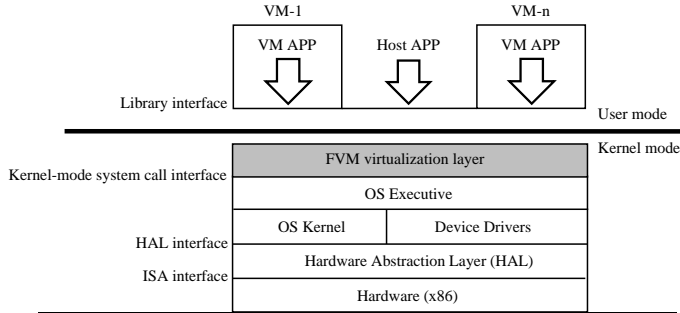 VM-1
VM-n
VM APP
Host APP
VM APP
Library interface
User mode
Kernel mode
FVM virtualization layer
Kernel-mode system call interface
OS Executive
OS Kernel
Device Drivers
HAL interface
Hardware Abstraction Layer (HAL)
ISA interface
Hardware (x86)